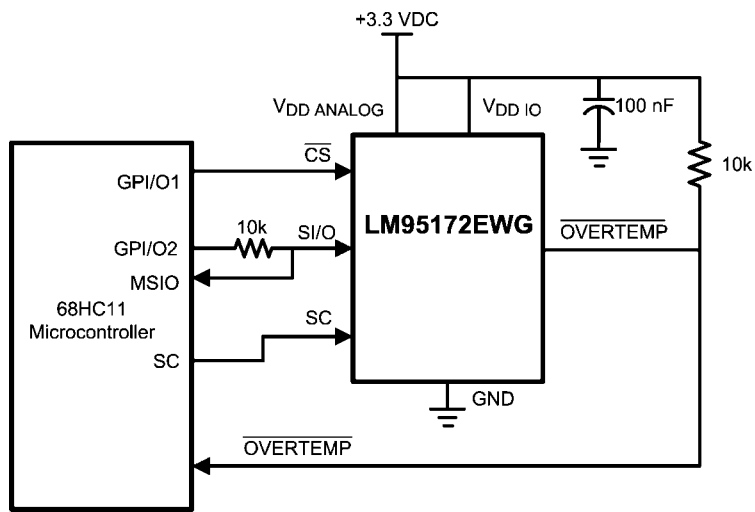 +3.3 VDC
VDD ANALOG
VDD IO
100 nF
10k
CS
GPI/O1
LM95172EWG
10k
SI/O
OVERTEMP
GPI/O2
MSIO
68HC11
Microcontroller
SC
SC
GND
OVERTEMP